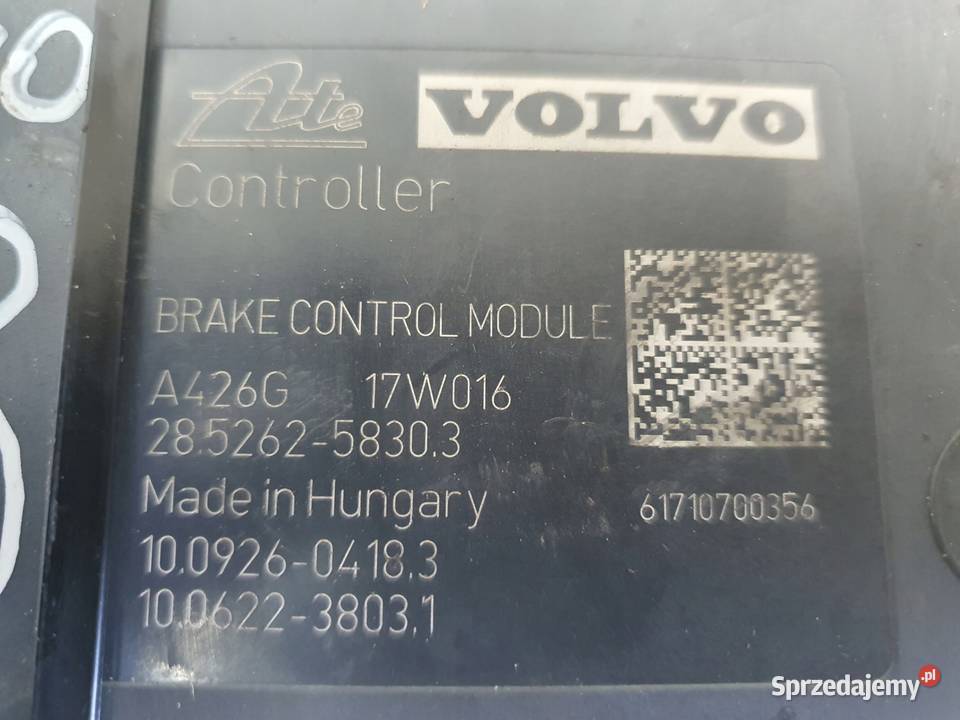 Ate VOLVO
Controller
BRAKE CONTROL MODULE
A426G 17W016
28.5262-5830.3
Made in Hungary
61710700356
10.0926-0418.3
10.0622-3803.1
Sprzedajemy.pl